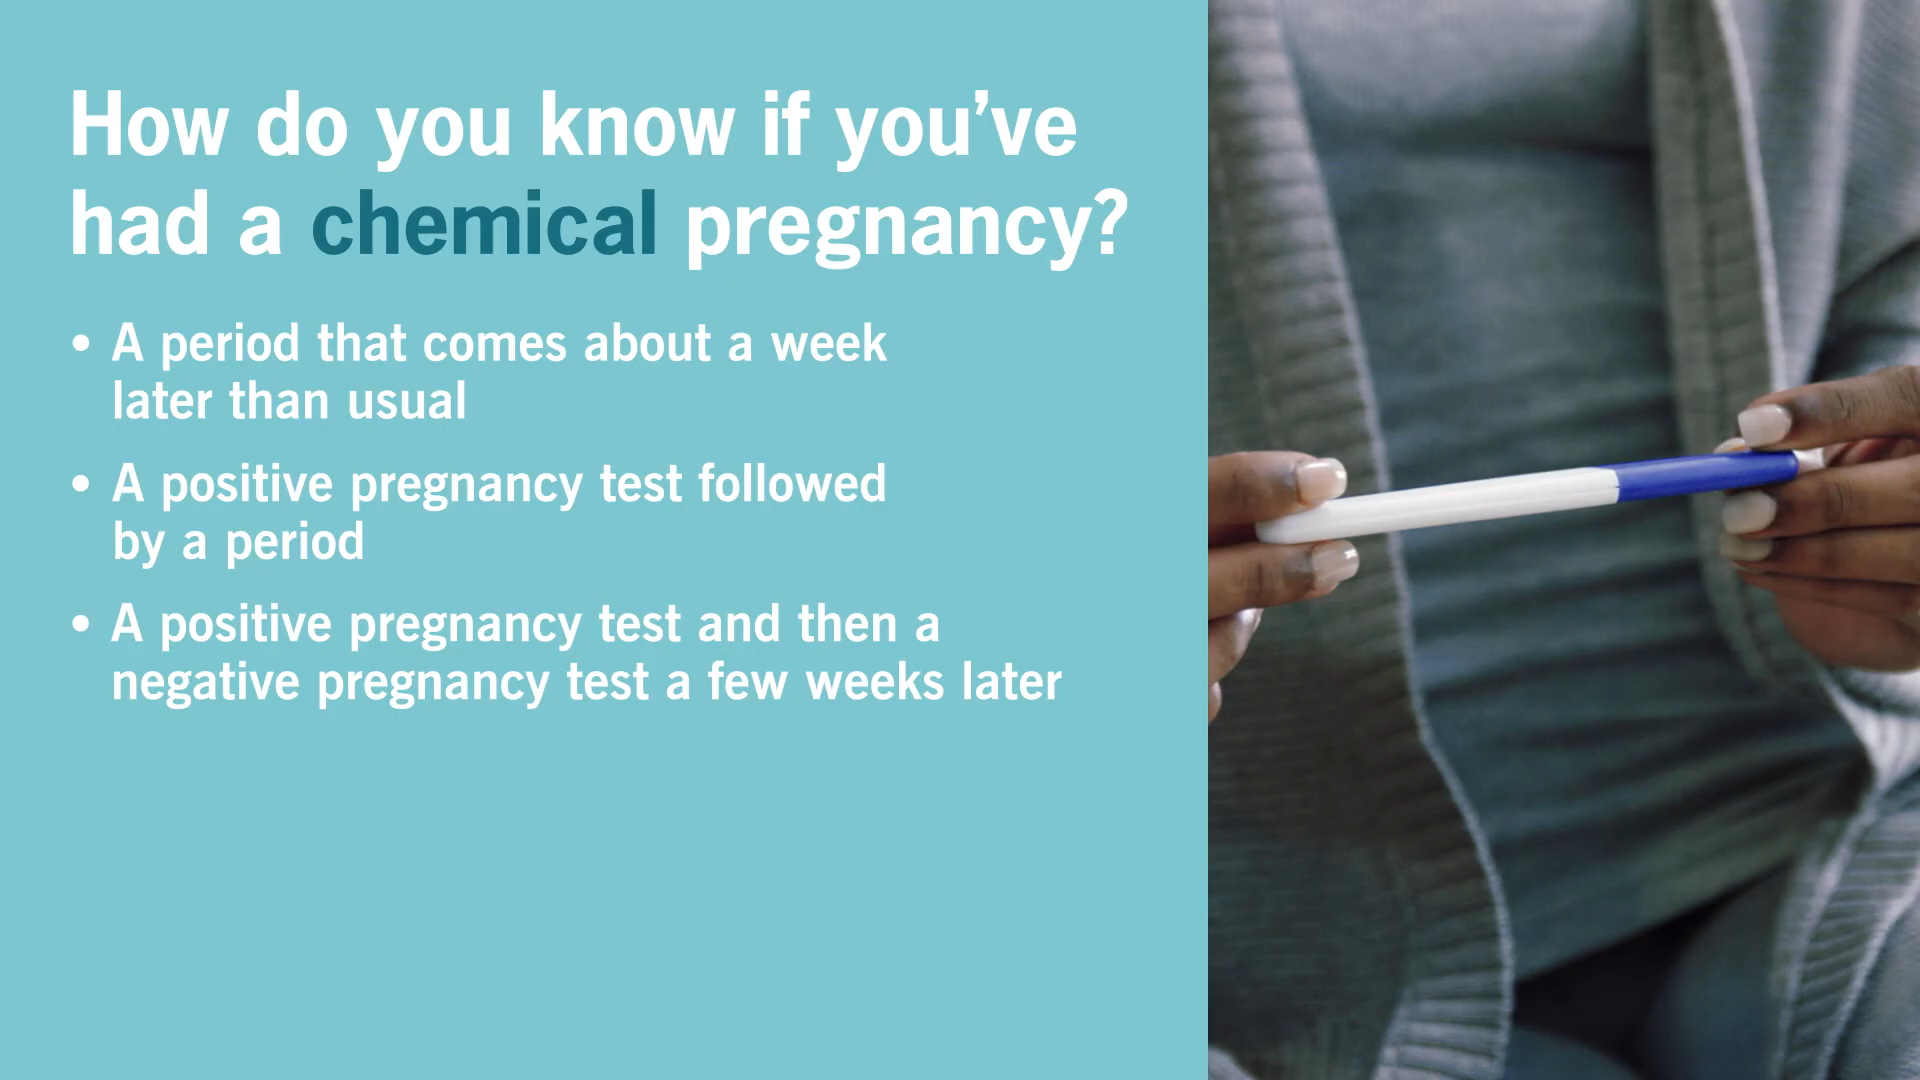 How do you know if you’ve
had a chemical pregnancy?
• A period that comes about a week
later than usual
• A positive pregnancy test followed
by a period
• A positive pregnancy test and then a
negative pregnancy test a few weeks later